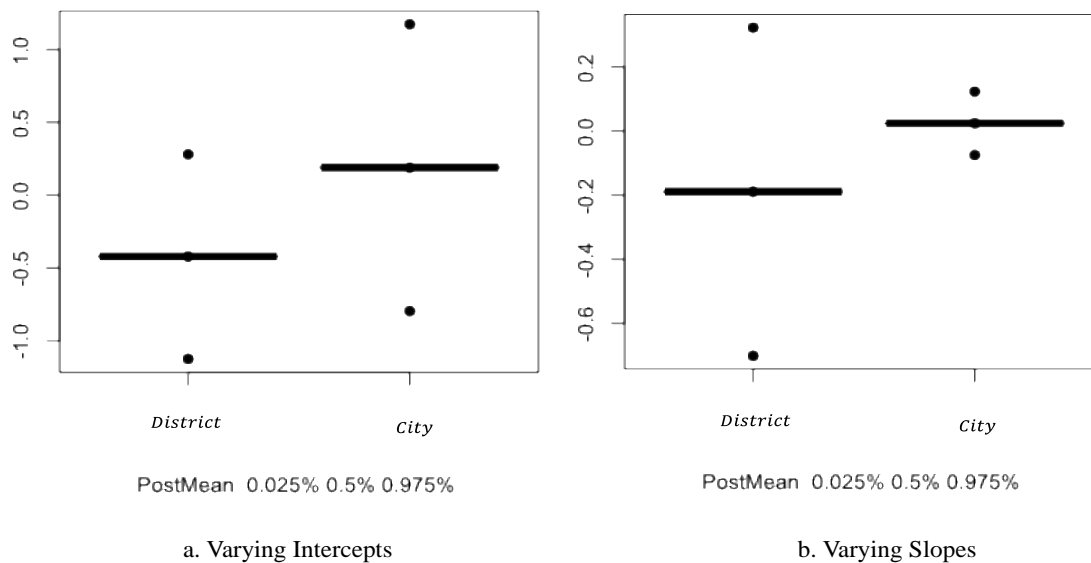 1.0
0.5
0.0
-0.5
-1.0
District City
PostMean 0.025% 0.5% 0.975%
a. Varying Intercepts
0.2
0.0
-0.2
-0.4
-0.6
District City
PostMean 0.025% 0.5% 0.975%
b. Varying Slopes